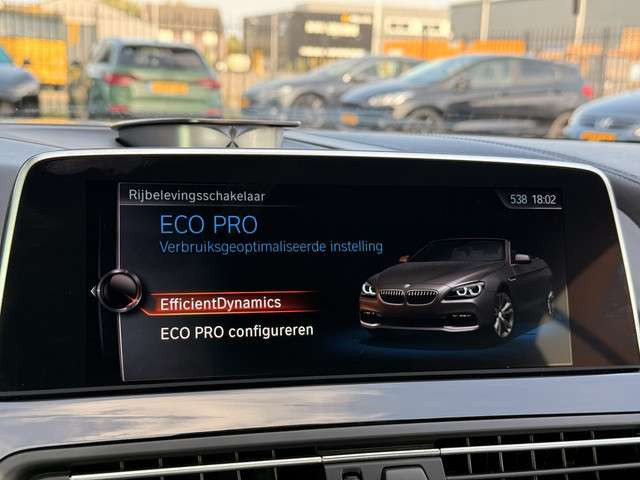 Rijbelevingsschakelaar
538 18:02
ECO PRO
Verbruiksgeoptimaliseerde instelling
EfficientDynamics
ECO PRO configureren